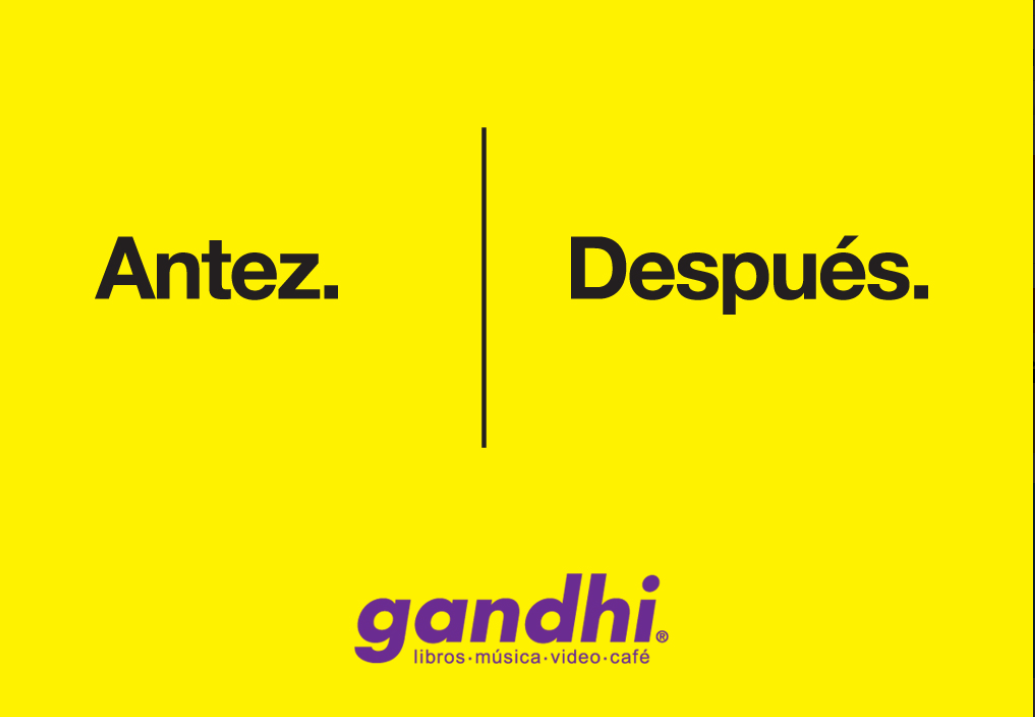 Antez.
Después.
gandhi®
libros·música·video·café